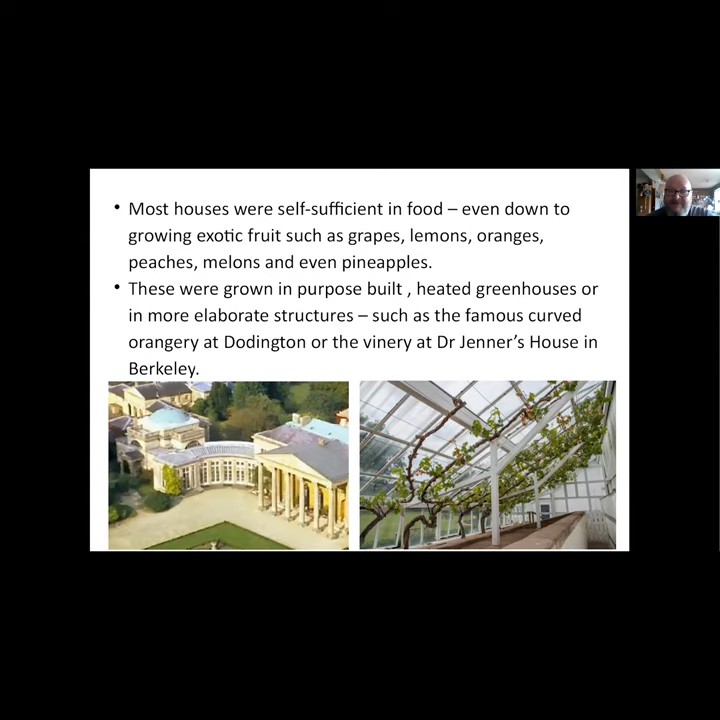 • Most houses were self-sufficient in food – even down to
growing exotic fruit such as grapes, lemons, oranges,
peaches, melons and even pineapples.
• These were grown in purpose built , heated greenhouses or
in more elaborate structures – such as the famous curved
orangery at Dodington or the vinery at Dr Jenner’s House in
Berkeley.